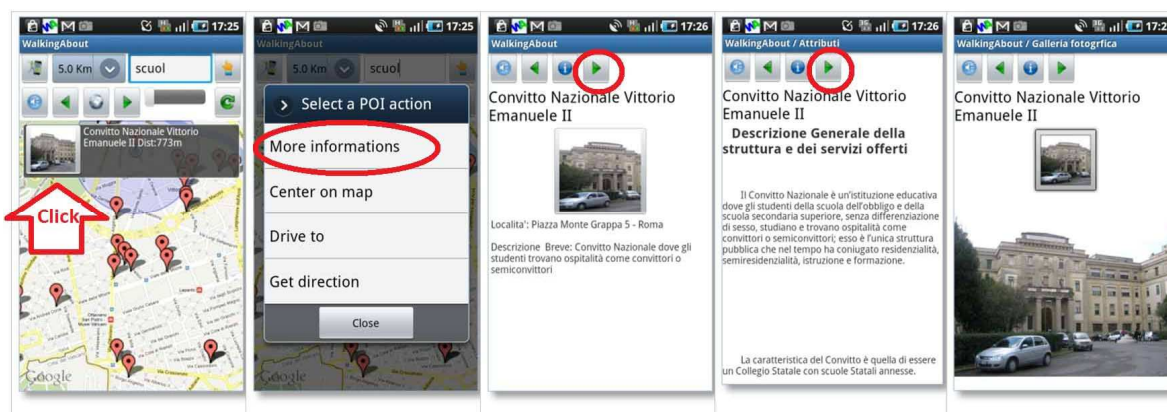 17:25
WalkingAbout
5.0 Km
scuol
Convitto Nazionale Vittorio
Emanuele II Dist:773m
Click
Google
17:25
WalkingAbout
5.0 Km
scuol
Select a POI action
More informations
Center on map
Drive to
Get direction
Close
Google
17:26
WalkingAbout
Convitto Nazionale Vittorio
Emanuele II
Localita': Piazza Monte Grappa 5 - Roma
Descrizione Breve: Convitto Nazionale dove gli
studenti trovano ospitalità come convittori o
semiconvittori
17:26
WalkingAbout / Attributi
Convitto Nazionale Vittorio
Emanuele II
Descrizione Generale della
struttura e dei servizi offerti
Il Convitto Nazionale è un'istituzione educativa
dove gli studenti della scuola dell'obbligo e della
scuola secondaria superiore, senza differenziazione
di sesso, studiano e trovano ospitalità come
convittori o semiconvittori; esso è l'unica struttura
pubblica che nel tempo ha coniugato residenzialità,
semiresidenzialità, istruzione e formazione.
La caratteristica del Convitto è quella di essere
un Collegio Statale con scuole Statali annesse.
17:2
WalkingAbout / Galleria fotogrfica
Convitto Nazionale Vittorio
Emanuele II